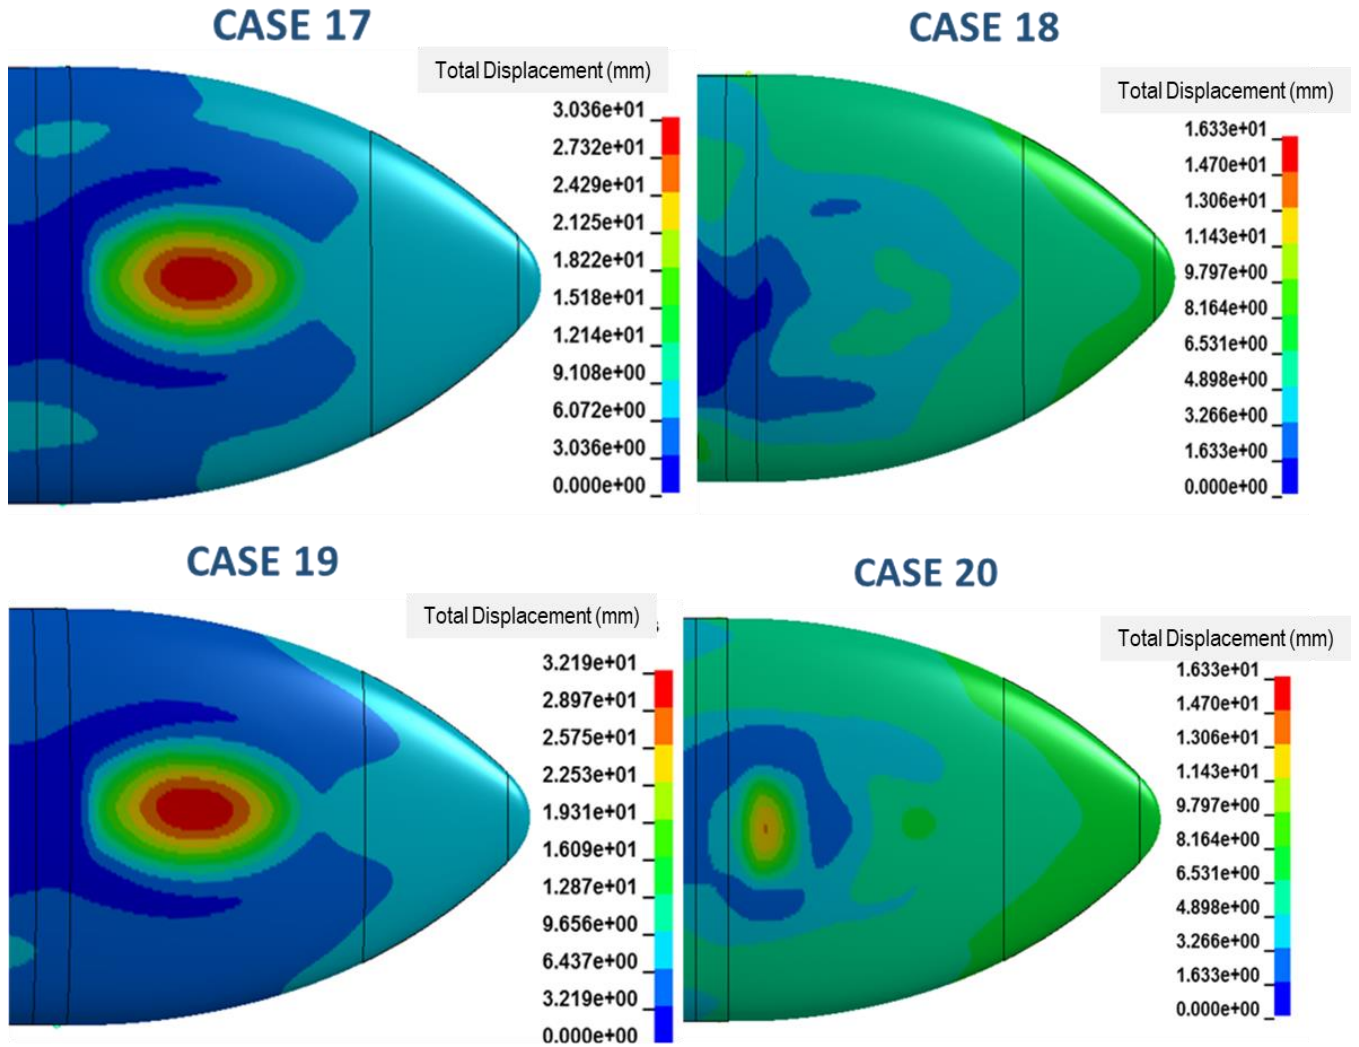 CASE 17
Total Displacement (mm)
3.036e+01
2.732e+01
2.429e+01
2.125e+01
1.822e+01
1.518e+01
1.214e+01
9.108e+00
6.072e+00
3.036e+00
0.000e+00
CASE 18
Total Displacement (mm)
1.633e+01
1.470e+01
1.306e+01
1.143e+01
9.797e+00
8.164e+00
6.531e+00
4.898e+00
3.266e+00
1.633e+00
0.000e+00
CASE 19
Total Displacement (mm)
3.219e+01
2.897e+01
2.575e+01
2.253e+01
1.931e+01
1.609e+01
1.287e+01
9.656e+00
6.437e+00
3.219e+00
0.000e+00
CASE 20
Total Displacement (mm)
1.633e+01
1.470e+01
1.306e+01
1.143e+01
9.797e+00
8.164e+00
6.531e+00
4.898e+00
3.266e+00
1.633e+00
0.000e+00